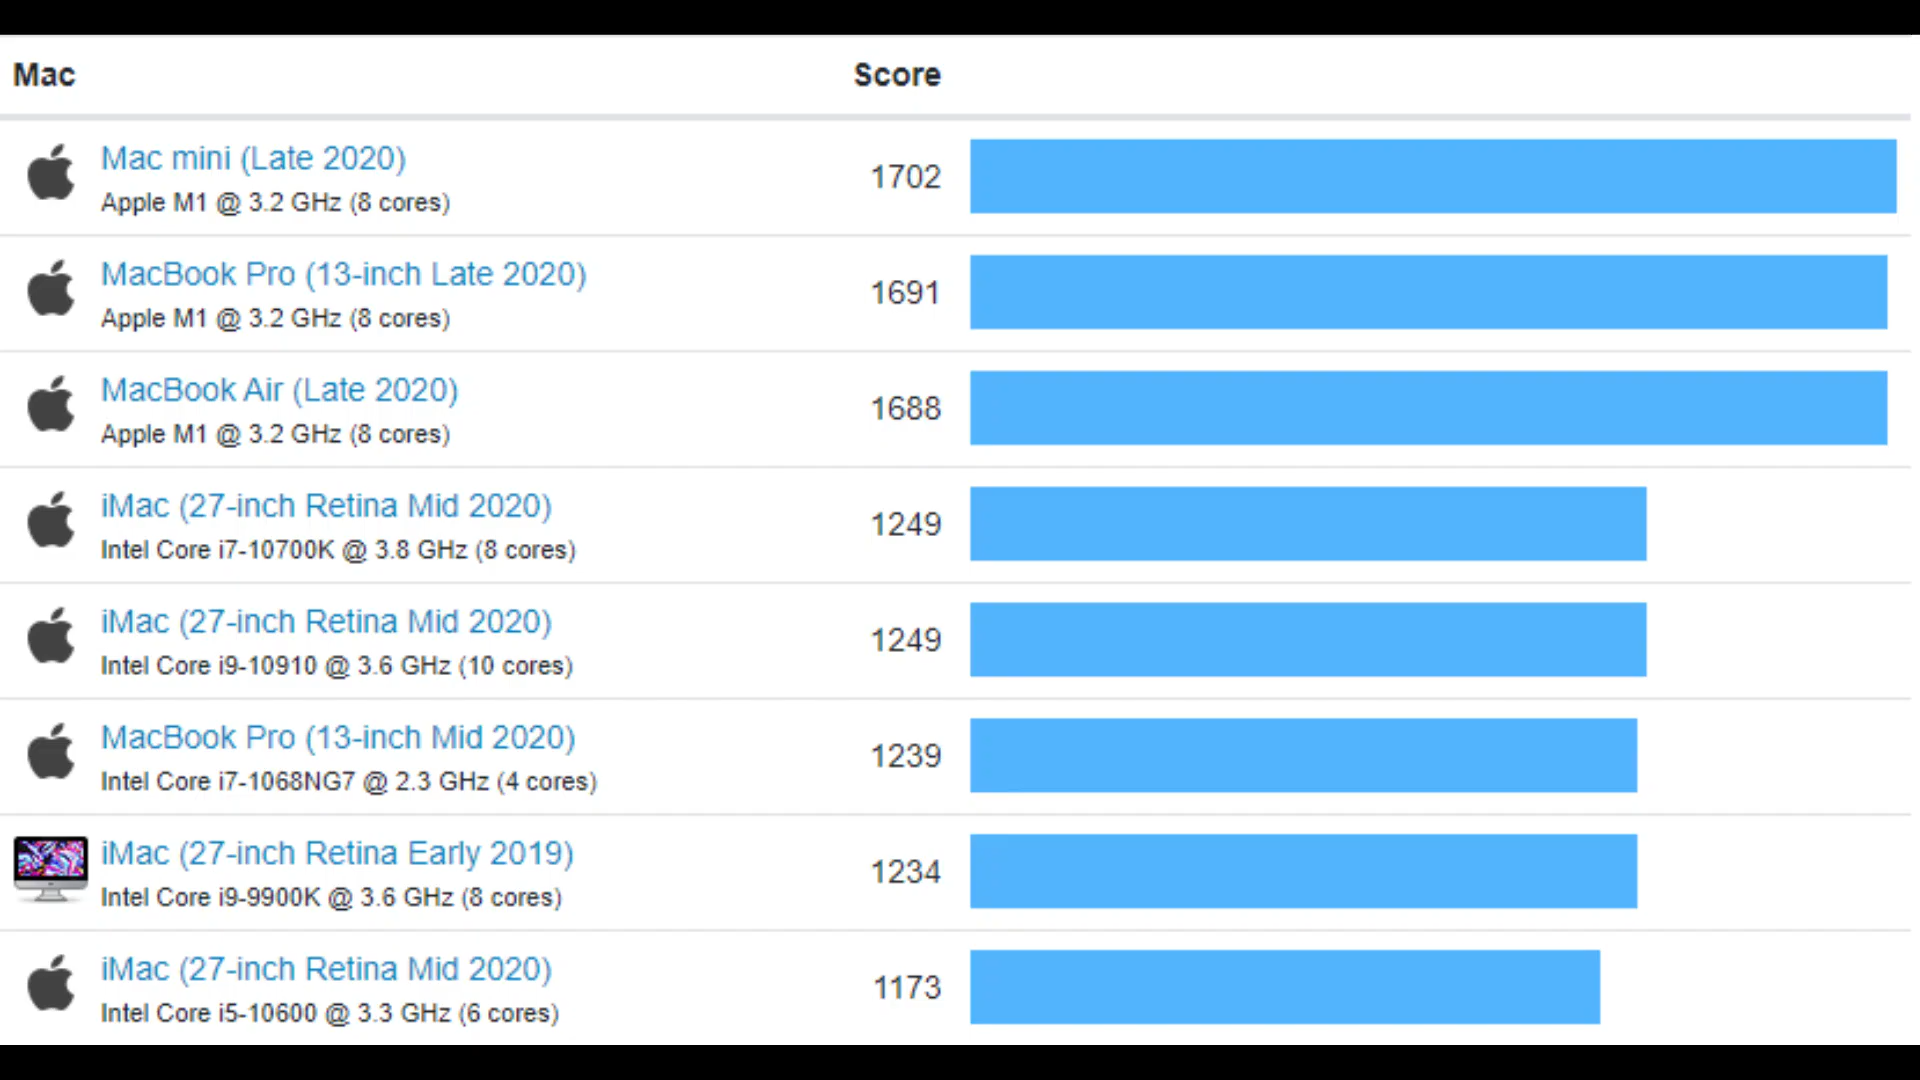 Mac Score
Mac mini (Late 2020)
Apple M1 @ 3.2 GHz (8 cores)
1702
MacBook Pro (13-inch Late 2020)
Apple M1 @ 3.2 GHz (8 cores)
1691
MacBook Air (Late 2020)
Apple M1 @ 3.2 GHz (8 cores)
1688
iMac (27-inch Retina Mid 2020)
Intel Core i7-10700K @ 3.8 GHz (8 cores)
1249
iMac (27-inch Retina Mid 2020)
Intel Core i9-10910 @ 3.6 GHz (10 cores)
1249
MacBook Pro (13-inch Mid 2020)
Intel Core i7-1068NG7 @ 2.3 GHz (4 cores)
1239
iMac (27-inch Retina Early 2019)
Intel Core i9-9900K @ 3.6 GHz (8 cores)
1234
iMac (27-inch Retina Mid 2020)
Intel Core i5-10600 @ 3.3 GHz (6 cores)
1173